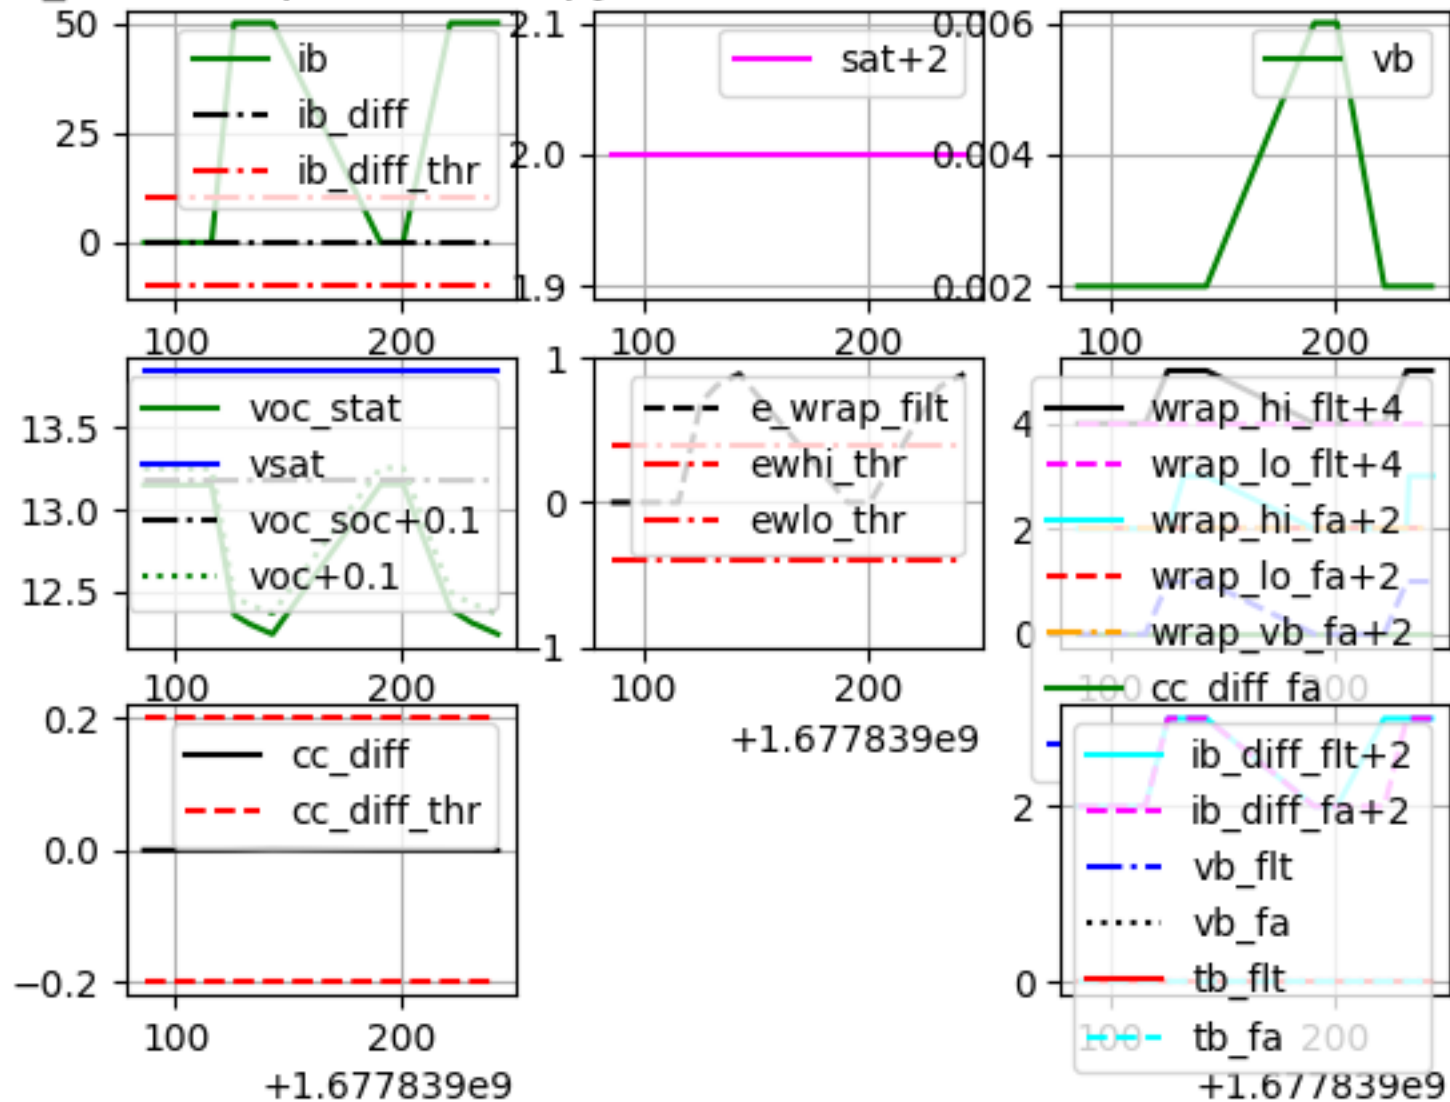 50
25
0
ib
ib_diff
ib_diff_thr
100
200
2.1
2.0
1.9
sat+2
0.006
0.004
0.002
vb
100
200
13.5
13.0
12.5
voc_stat
vsat
voc_soc+0.1
voc+0.1
100
200
1
0
−1
e_wrap_filt
ewhi_thr
ewlo_thr
100
200
+1.677839e9
4
2
0
wrap_hi_flt+4
wrap_lo_flt+4
wrap_hi_fa+2
wrap_lo_fa+2
wrap_vb_fa+2
cc_diff_fa
100
200
0.2
0.0
−0.2
cc_diff
cc_diff_thr
100
200
+1.677839e9
2
0
ib_diff_flt+2
ib_diff_fa+2
vb_flt
vb_fa
tb_flt
tb_fa
100
200
+1.677839e9